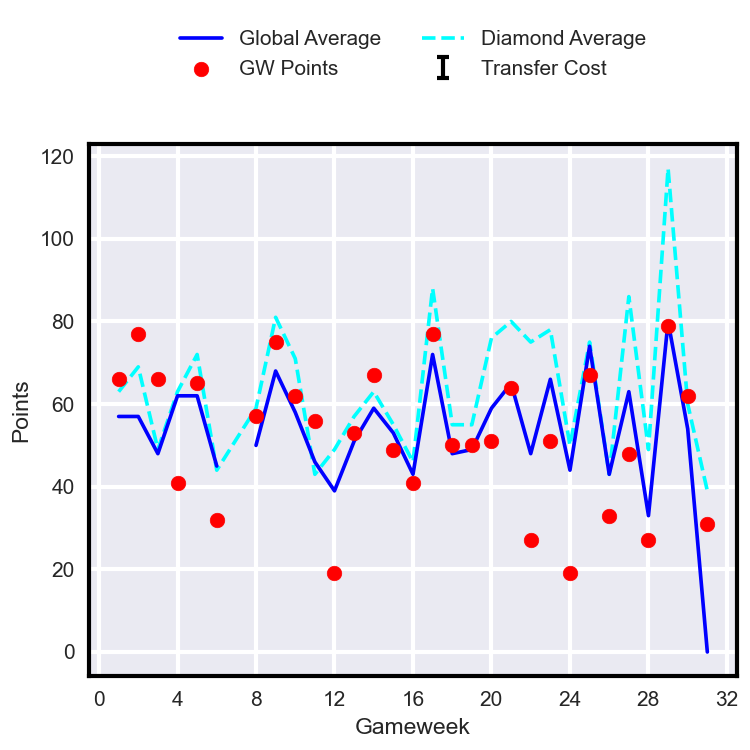 Global Average
Diamond Average
GW Points
Transfer Cost
120
100
80
60
40
20
0
Points
0 4 8 12 16 20 24 28 32
Gameweek